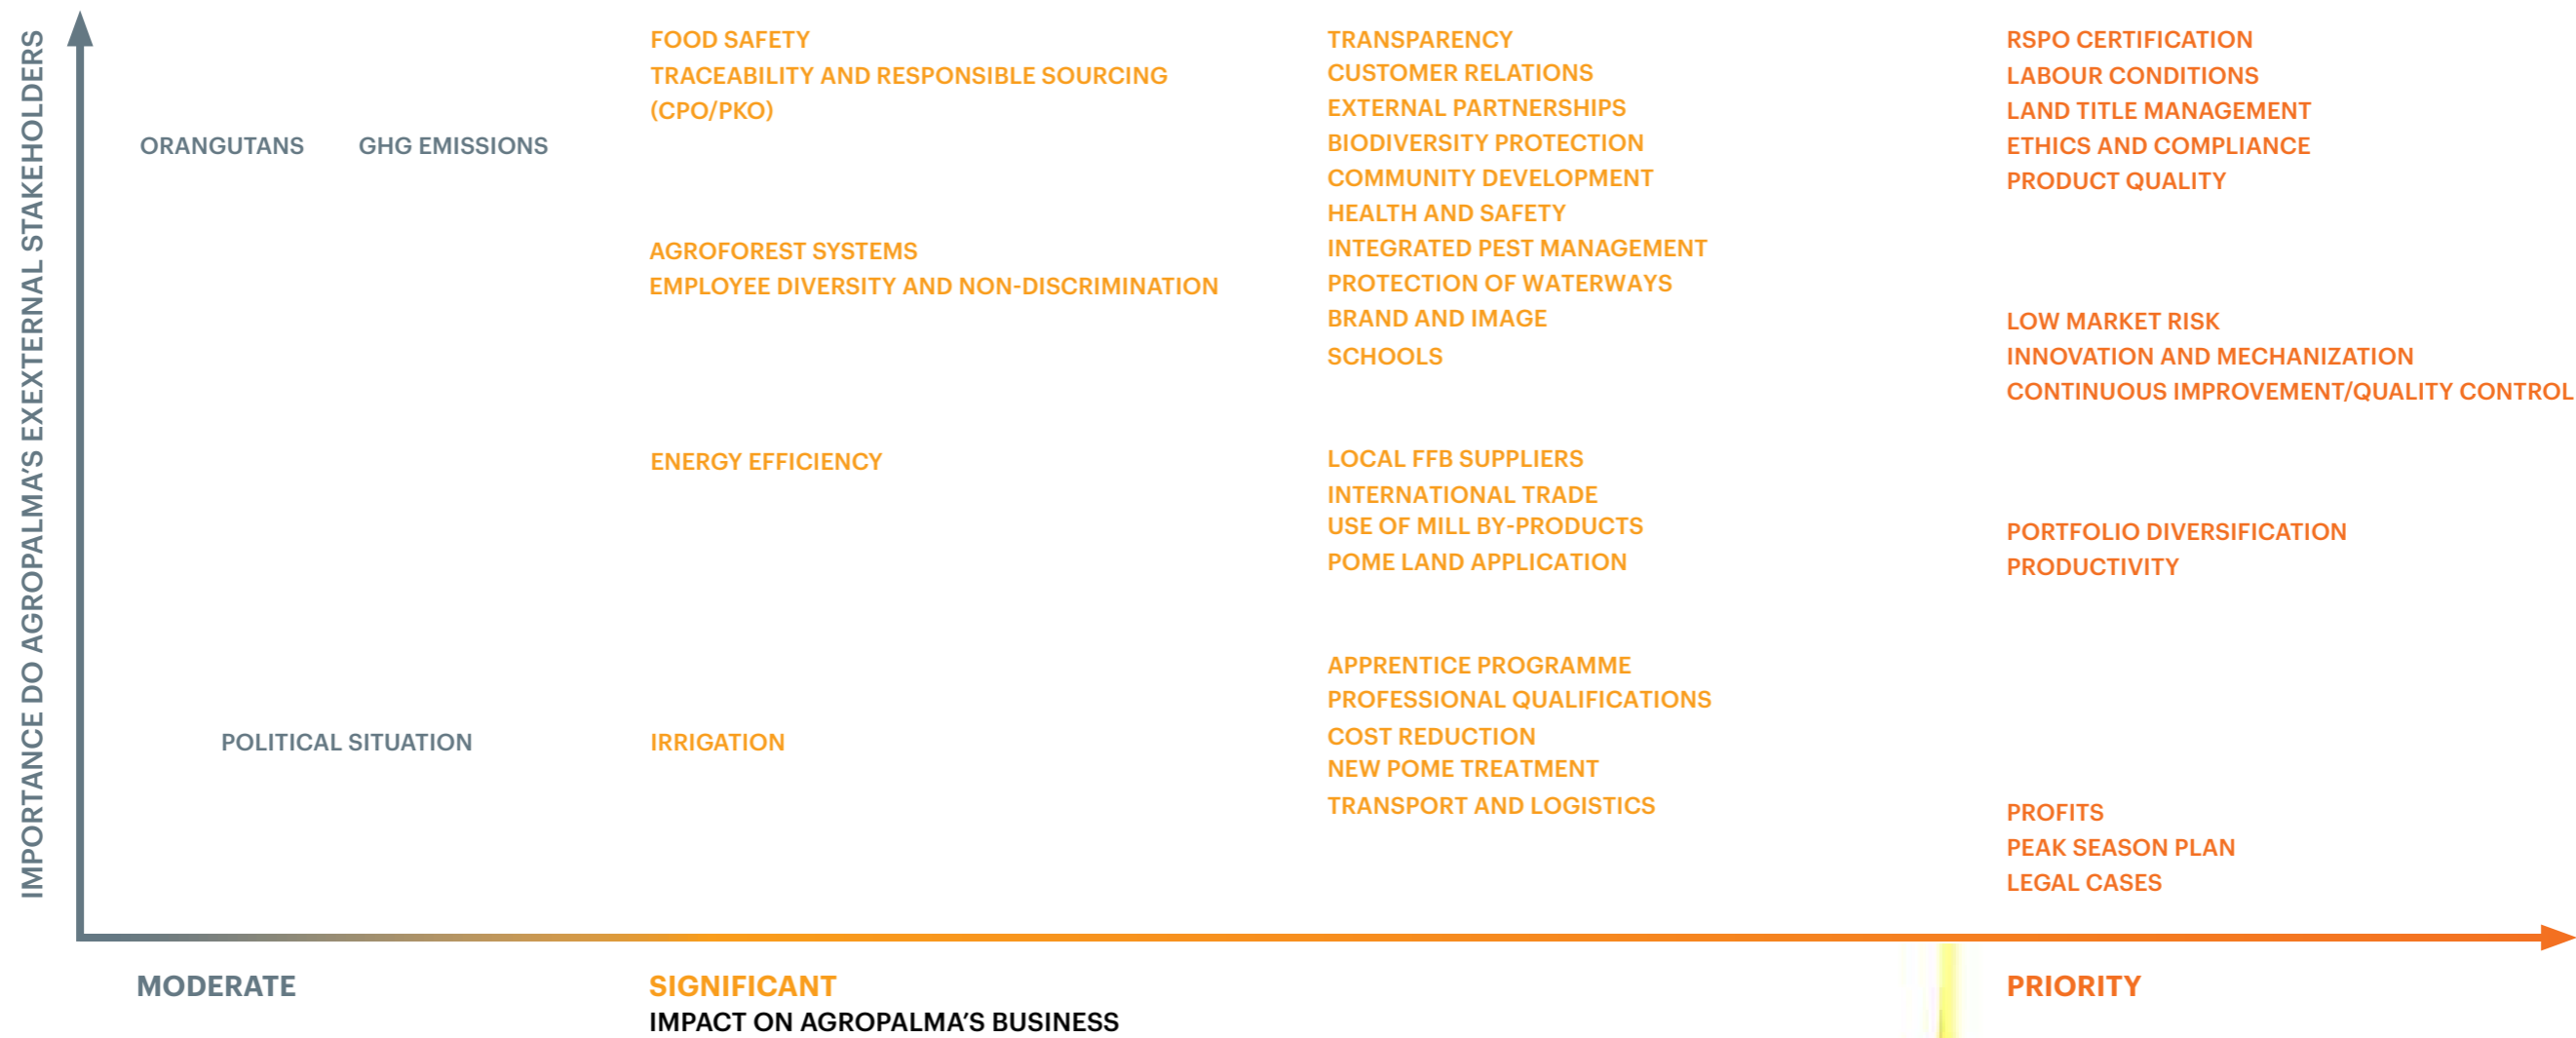 IMPORTANCE DO AGROPALMA'S EXEXTERNAL STAKEHOLDERS
ORANGUTANS
GHG EMISSIONS
POLITICAL SITUATION
FOOD SAFETY
TRACEABILITY AND RESPONSIBLE SOURCING
(CPO/PKO)
AGROFOREST SYSTEMS
EMPLOYEE DIVERSITY AND NON-DISCRIMINATION
ENERGY EFFICIENCY
IRRIGATION
TRANSPARENCY
CUSTOMER RELATIONS
EXTERNAL PARTNERSHIPS
BIODIVERSITY PROTECTION
COMMUNITY DEVELOPMENT
HEALTH AND SAFETY
INTEGRATED PEST MANAGEMENT
PROTECTION OF WATERWAYS
BRAND AND IMAGE
SCHOOLS
LOCAL FFB SUPPLIERS
INTERNATIONAL TRADE
USE OF MILL BY-PRODUCTS
POME LAND APPLICATION
APPRENTICE PROGRAMME
PROFESSIONAL QUALIFICATIONS
COST REDUCTION
NEW POME TREATMENT
TRANSPORT AND LOGISTICS
RSPO CERTIFICATION
LABOUR CONDITIONS
LAND TITLE MANAGEMENT
ETHICS AND COMPLIANCE
PRODUCT QUALITY
LOW MARKET RISK
INNOVATION AND MECHANIZATION
CONTINUOUS IMPROVEMENT/QUALITY CONTROL
PORTFOLIO DIVERSIFICATION
PRODUCTIVITY
PROFITS
PEAK SEASON PLAN
LEGAL CASES
MODERATE
SIGNIFICANT
PRIORITY
IMPACT ON AGROPALMA'S BUSINESS